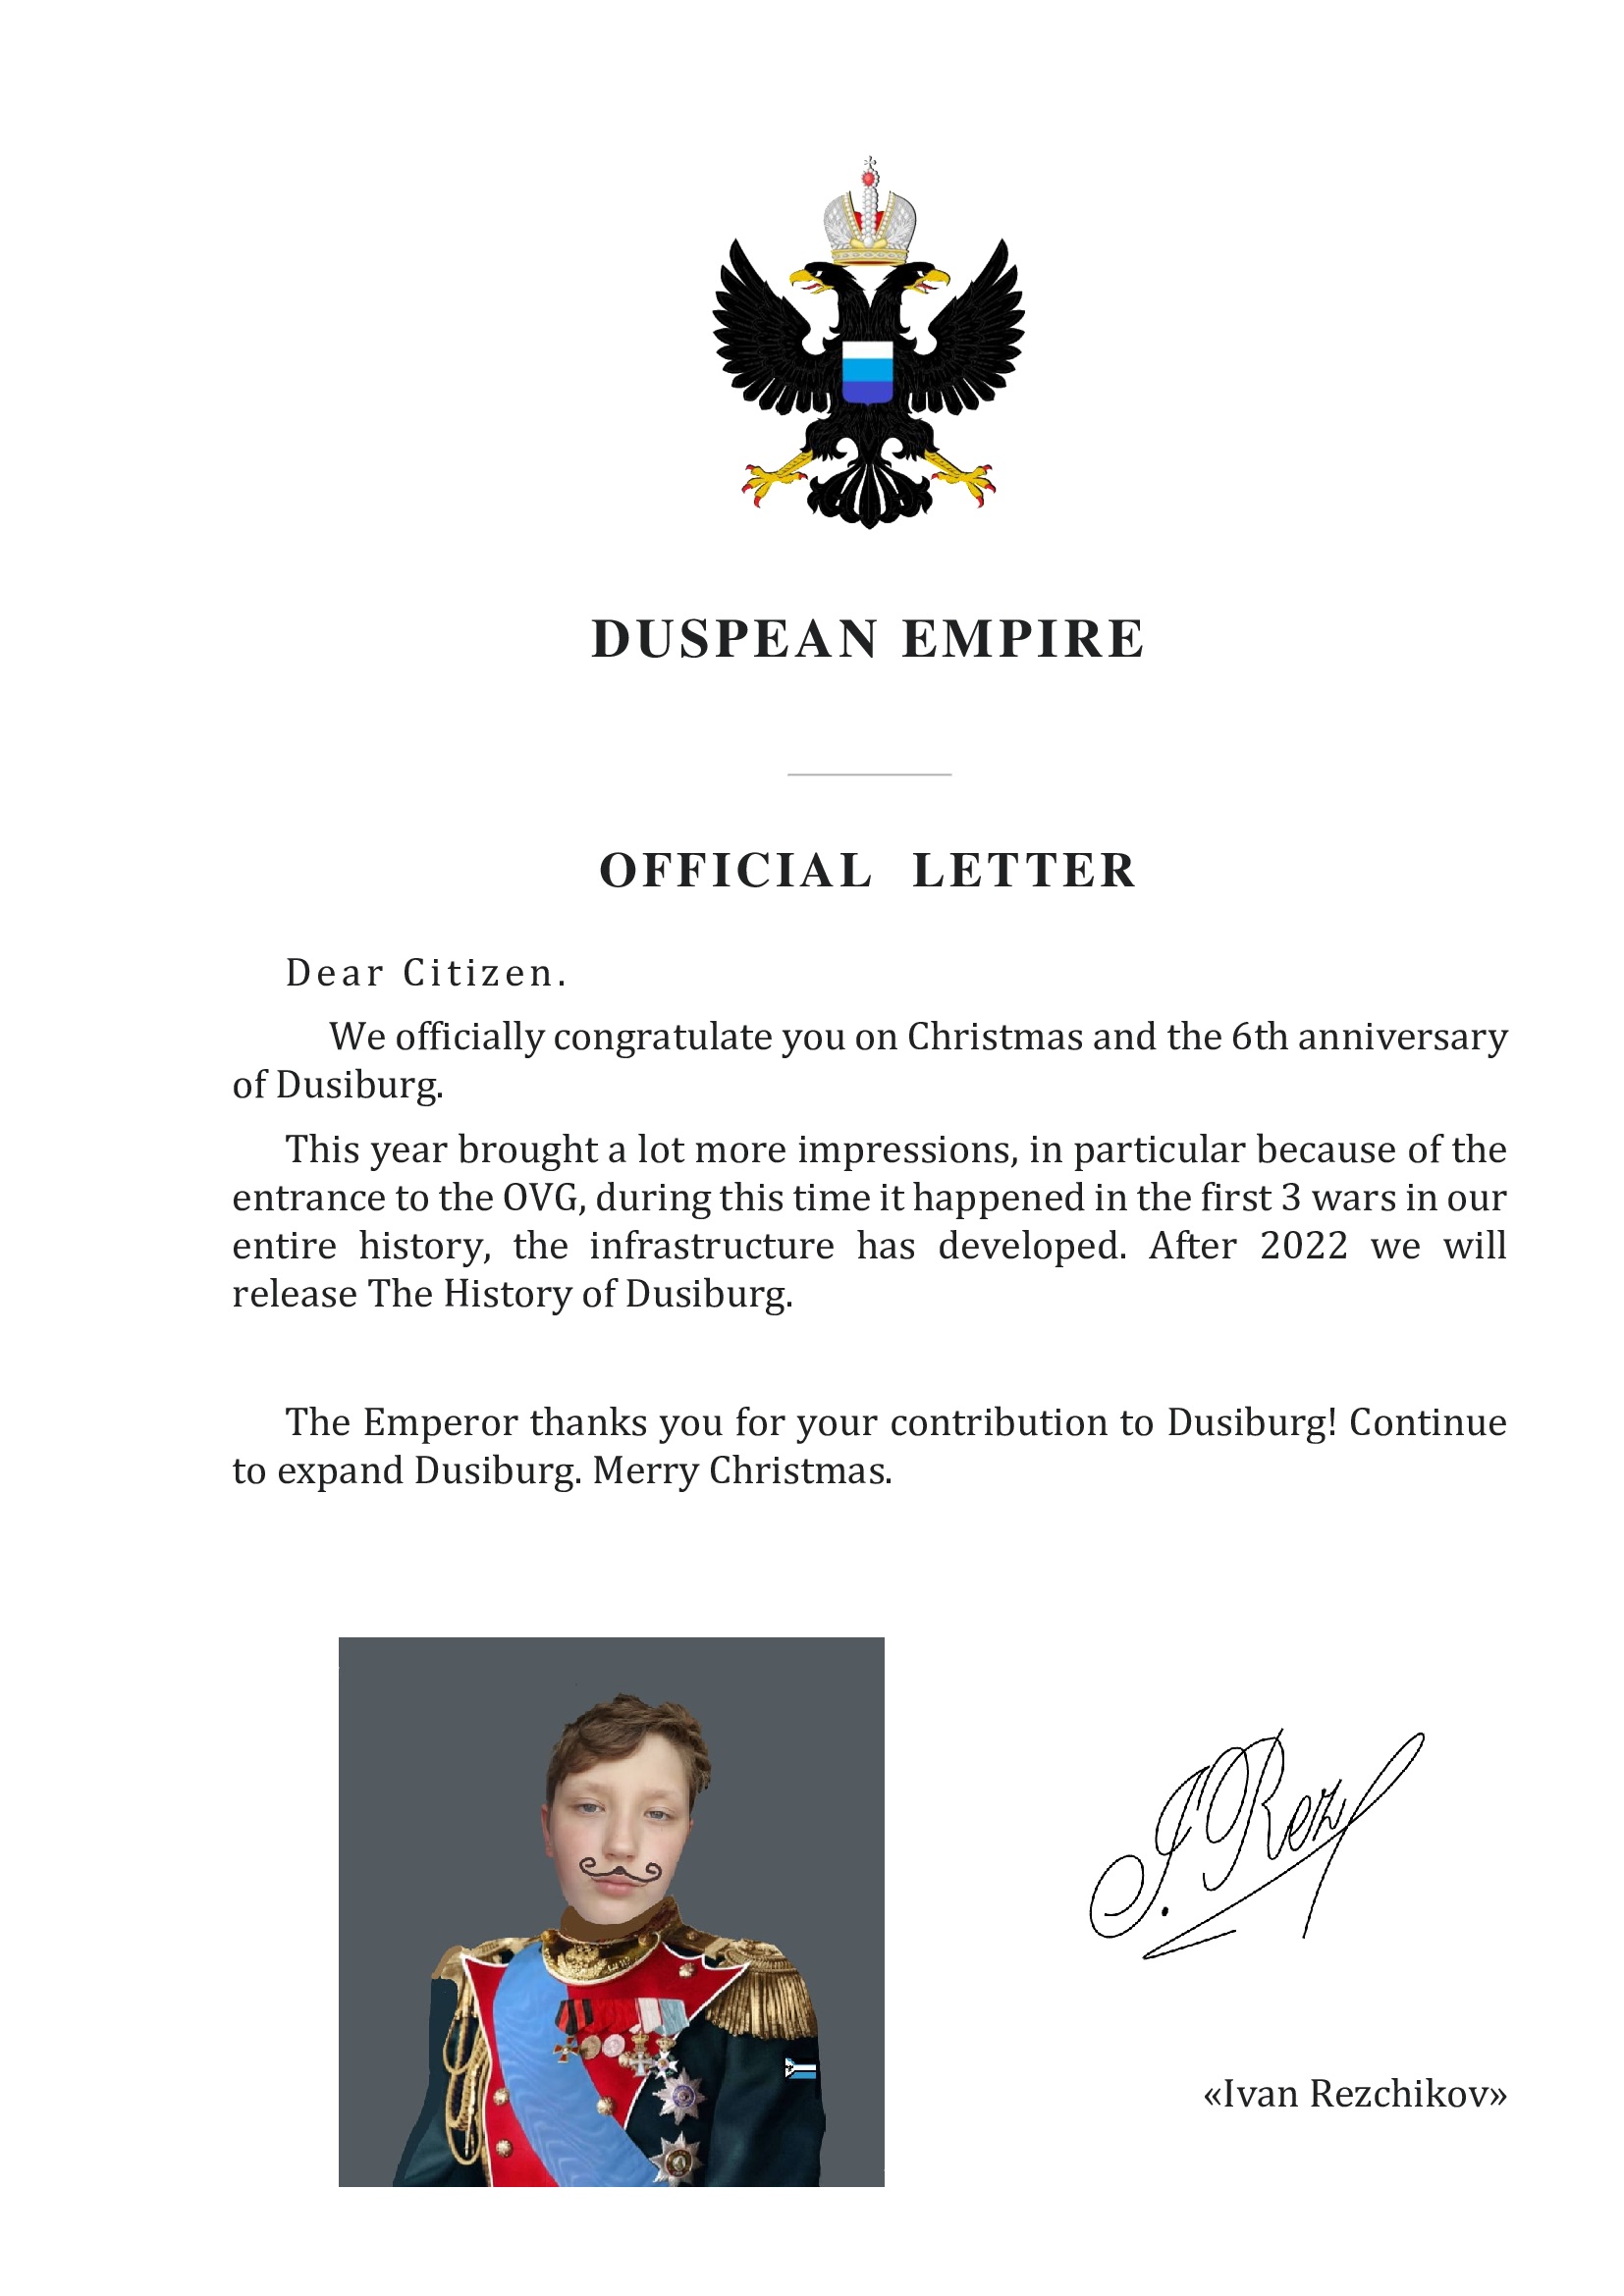 DUSPEAN EMPIRE
OFFICIAL LETTER
Dear Citizen.
We officially congratulate you on Christmas and the 6th anniversary
of Dusiburg.
This year brought a lot more impressions, in particular because of the
entrance to the OVG, during this time it happened in the first 3 wars in our
entire history, the infrastructure has developed. After 2022 we will
release The History of Dusiburg.
The Emperor thanks you for your contribution to Dusiburg! Continue
to expand Dusiburg. Merry Christmas.
J.Rez
«Ivan Rezchikov»